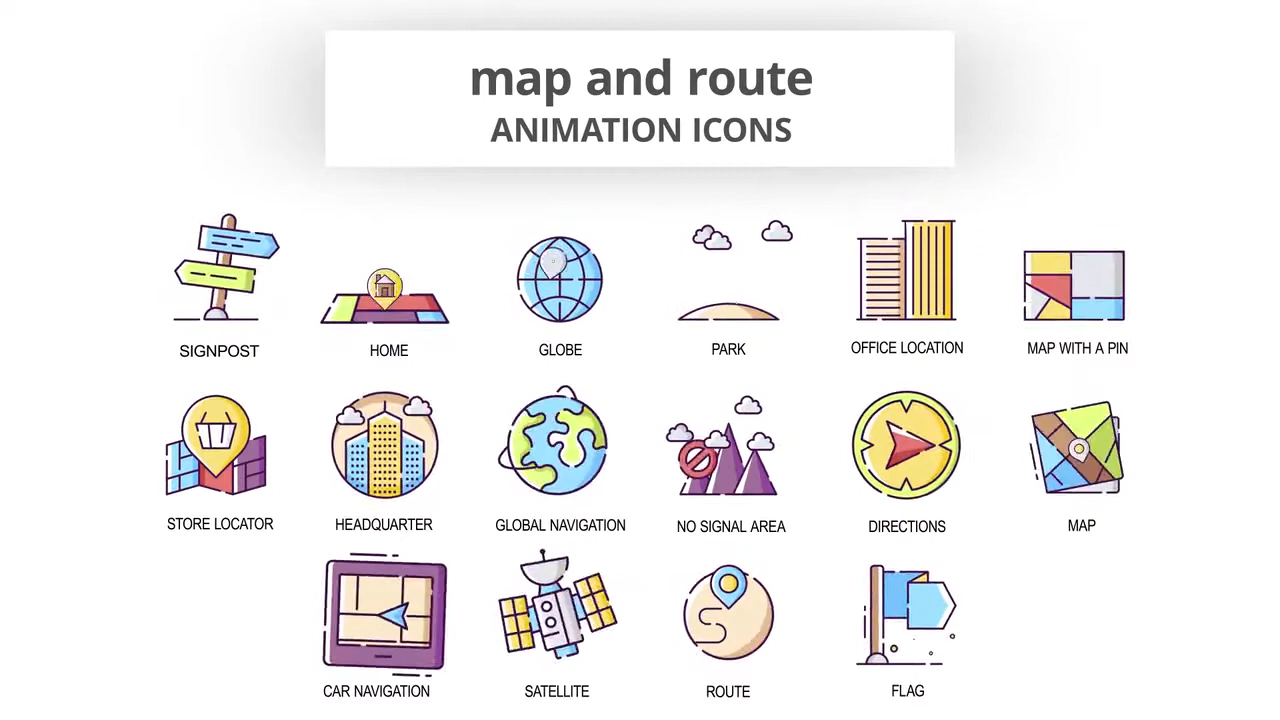 map and route
ANIMATION ICONS
SIGNPOST
HOME
GLOBE
PARK
OFFICE LOCATION
MAP WITH A PIN
STORE LOCATOR
HEADQUARTER
GLOBAL NAVIGATION
NO SIGNAL AREA
DIRECTIONS
MAP
CAR NAVIGATION
SATELLITE
ROUTE
FLAG